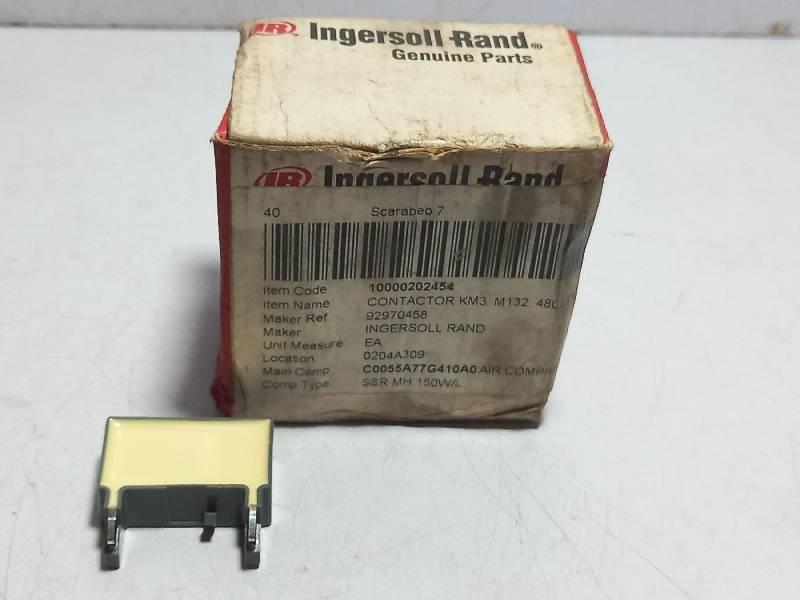 IR Ingersoll-Rand®
Genuine Parts
IR Ingersoll-Rand
40 Scarabeo 7
Item Code 10000202454
Item Name CONTACTOR KM3, M132, 480
Maker Ref. 92970458
Maker: INGERSOLL RAND
Unit Measure EA
Location: 0204A309
Main Comp. C0055A77G410A0 AIR COMPR
Comp Type: SSR MH 150W/L